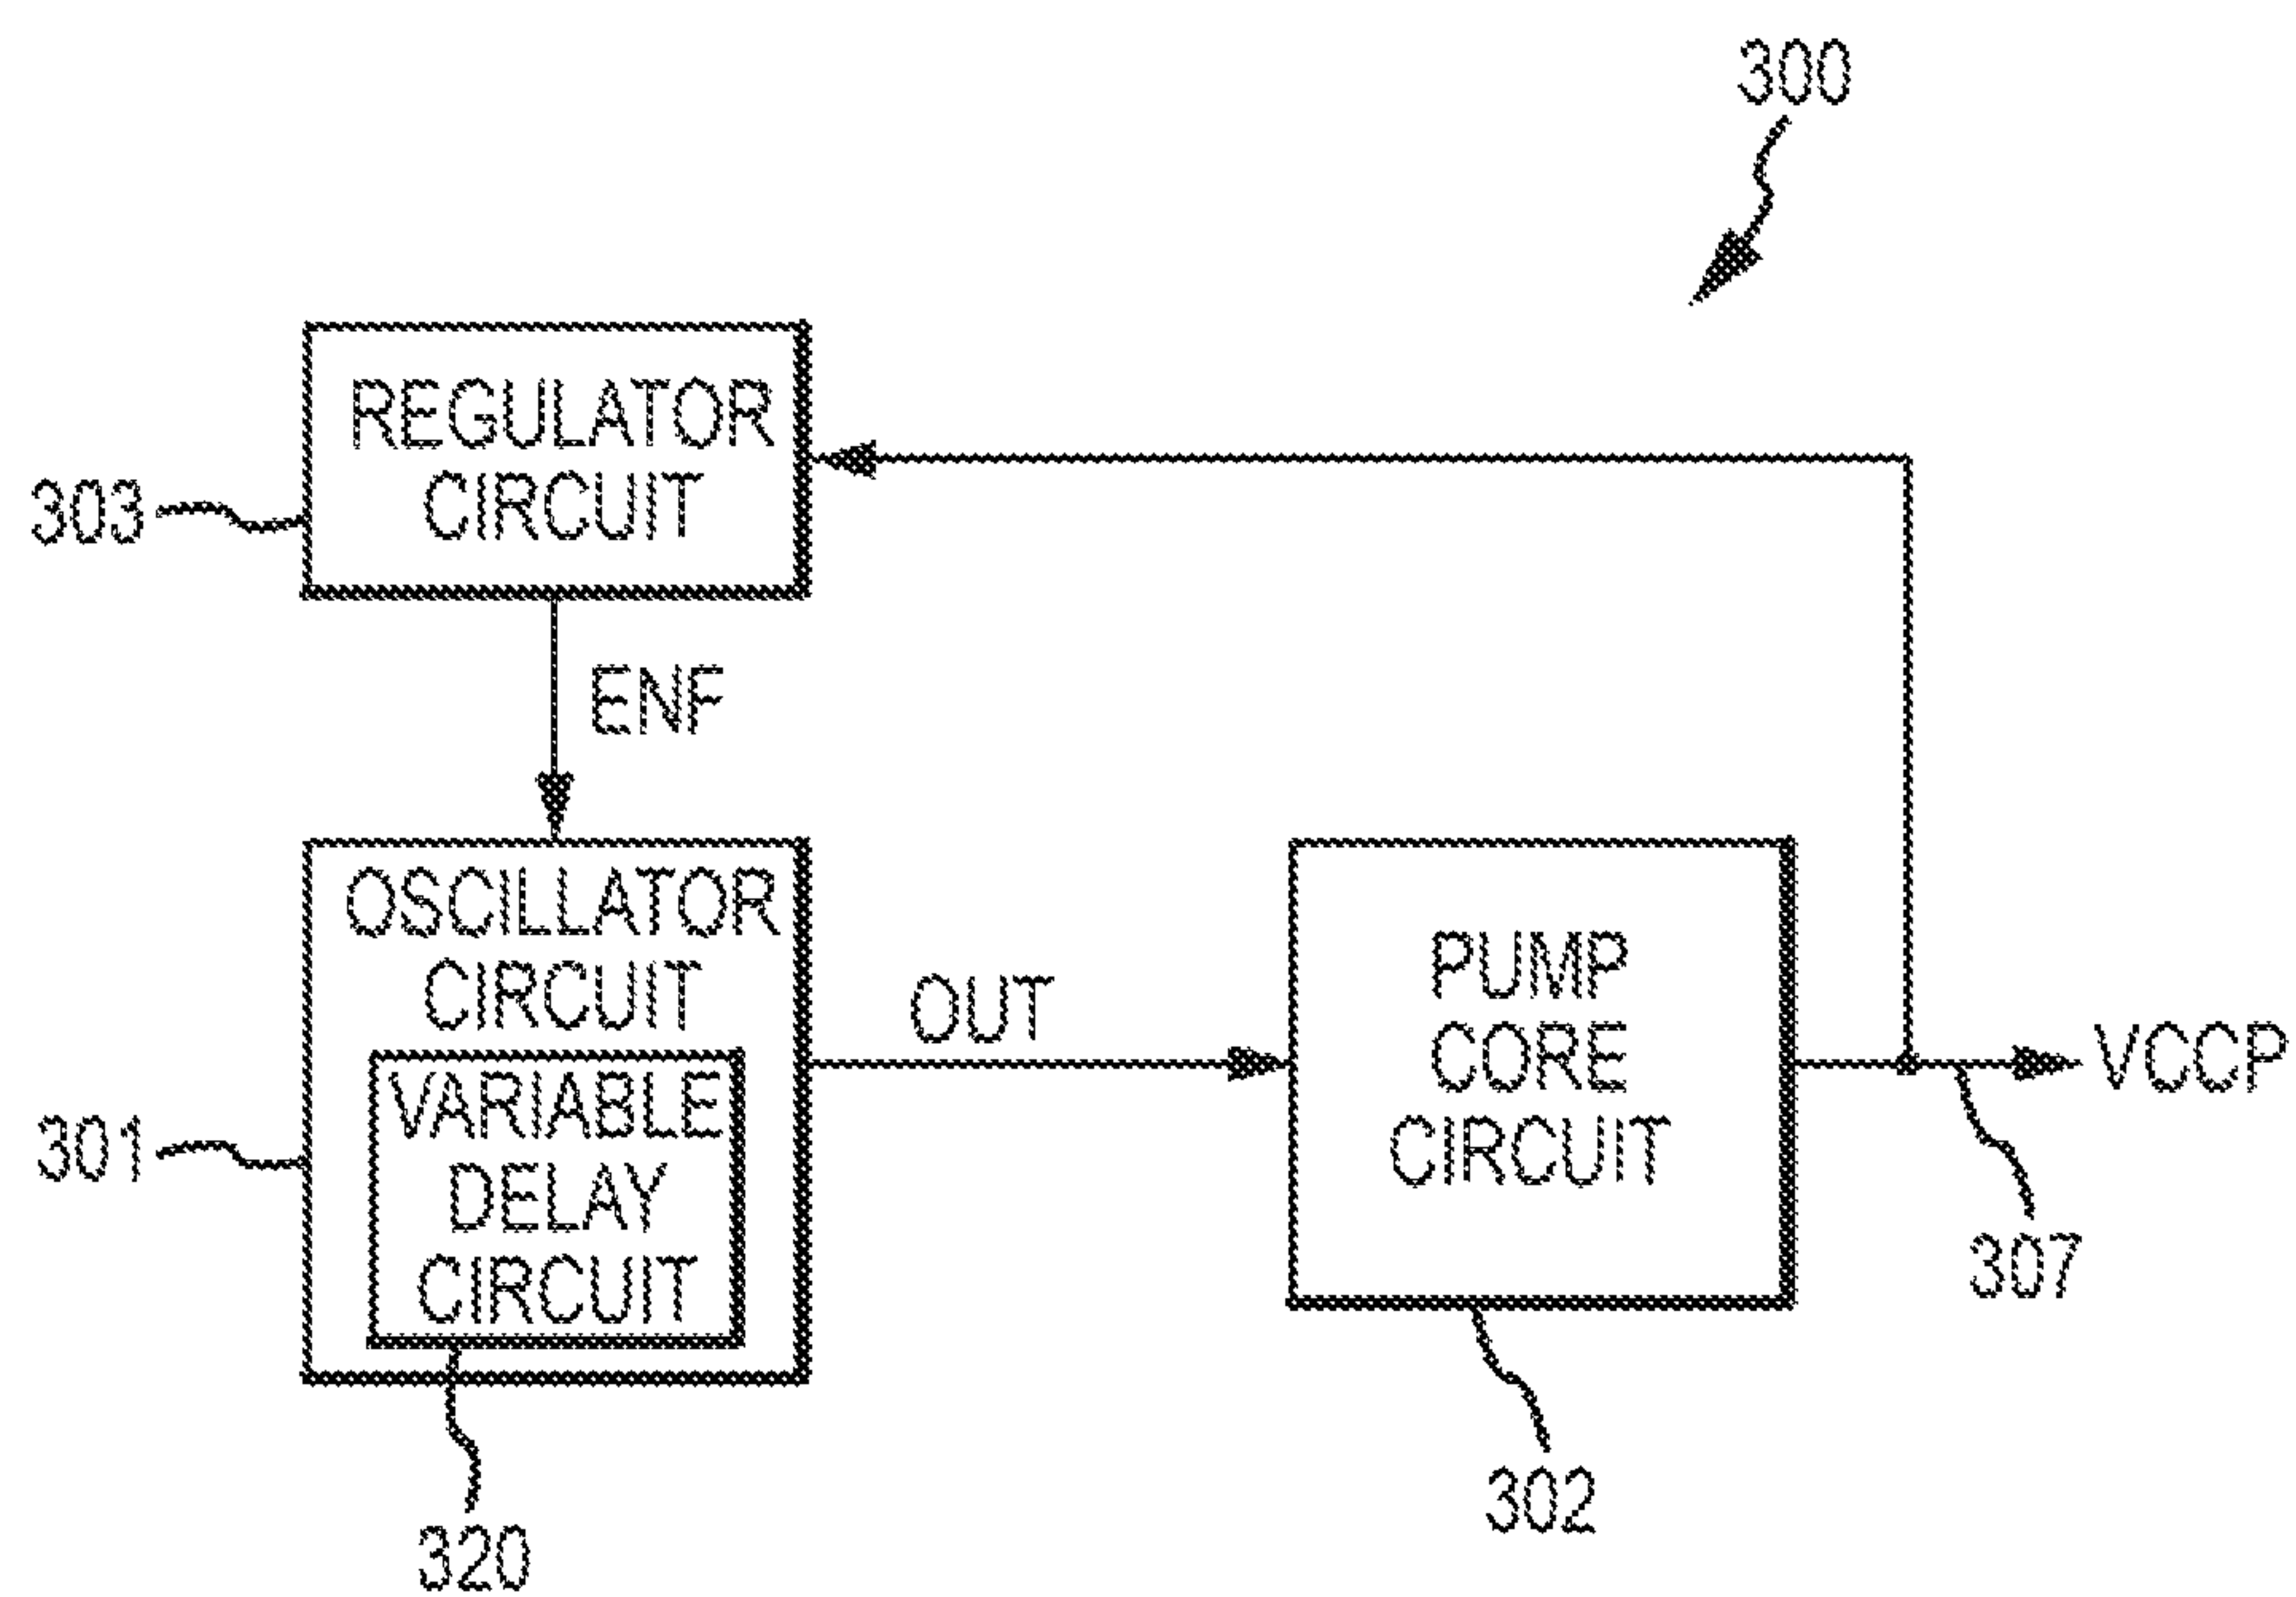 300
REGULATOR
CIRCUIT
303
ENF
OSCILLATOR
CIRCUIT
VARIABLE
DELAY
CIRCUIT
301
320
OUT
PUMP
CORE
CIRCUIT
302
VCCP
307